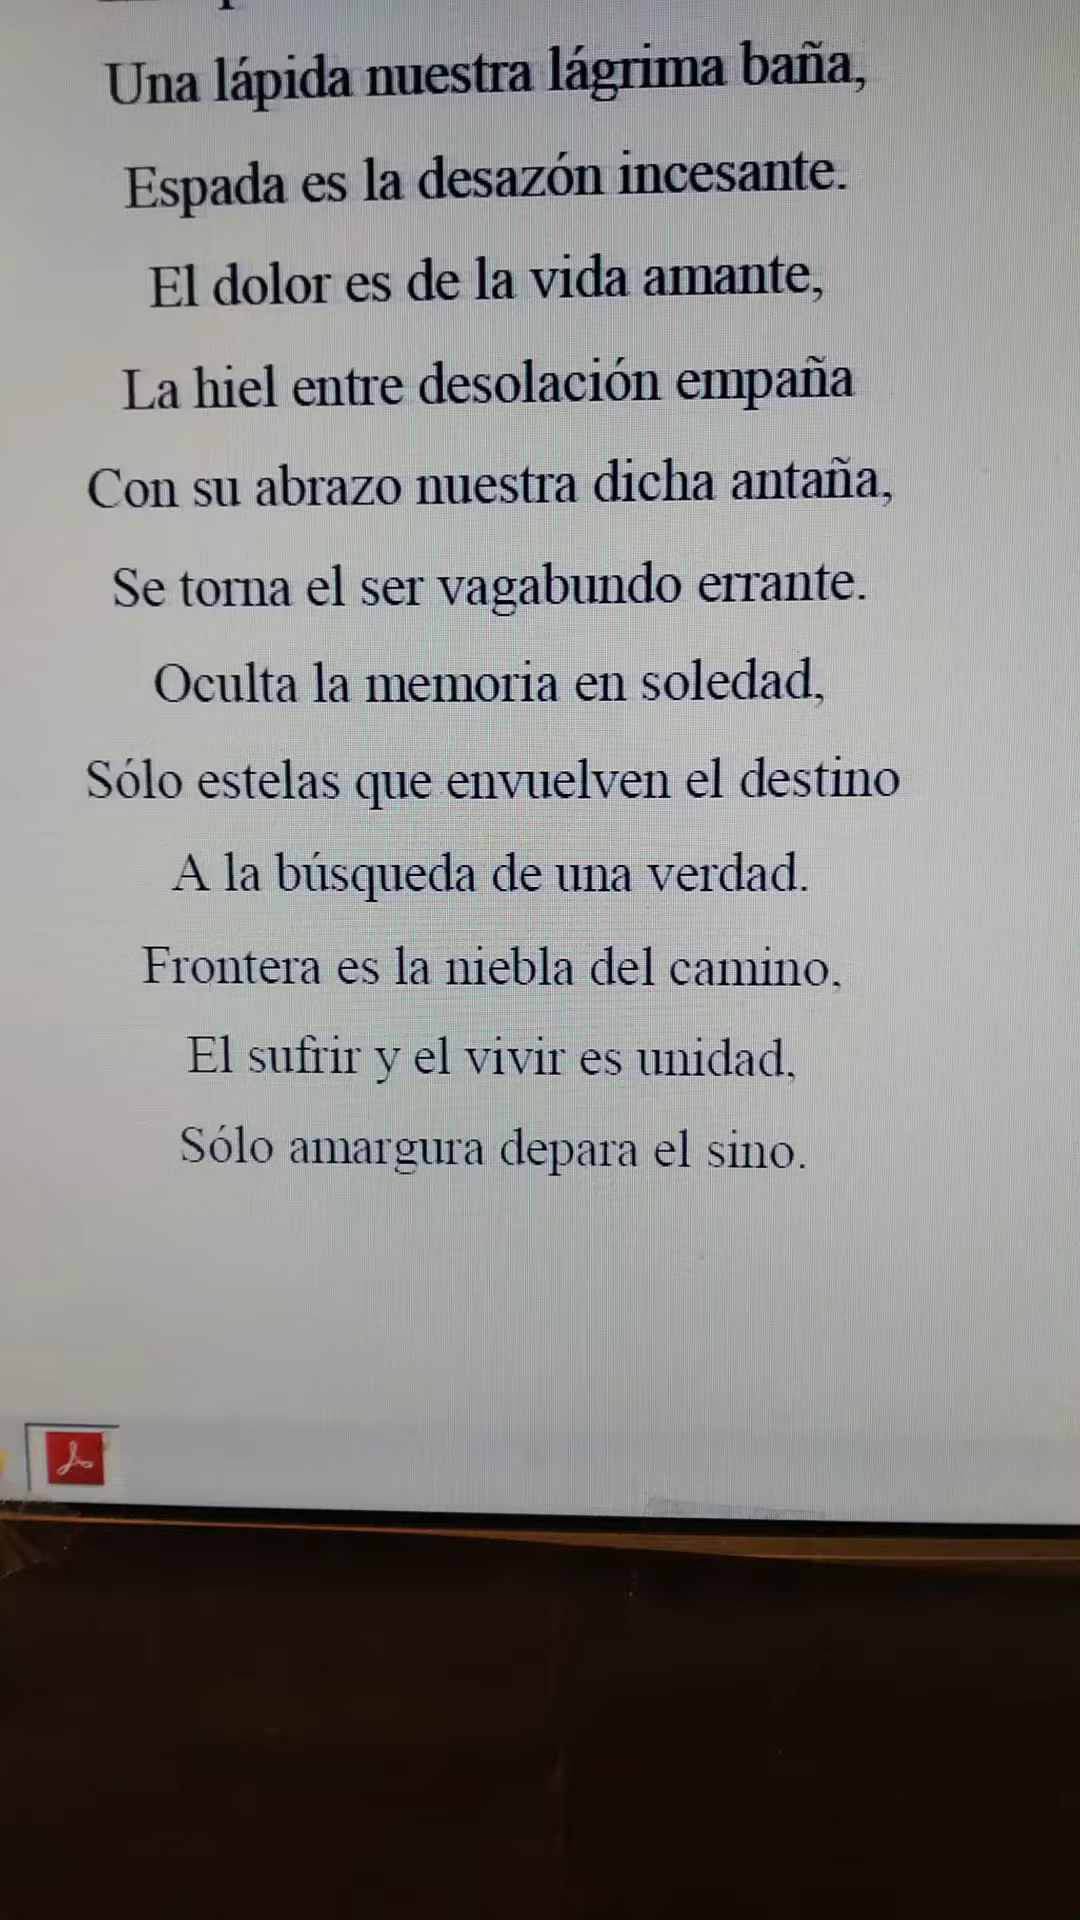 Una lápida nuestra lágrima baña,
Espada es la desazón incesante.
El dolor es de la vida amante,
La hiel entre desolación empaña
Con su abrazo nuestra dicha antaña,
Se torna el ser vagabundo errante.
Oculta la memoria en soledad,
Sólo estelas que envuelven el destino
A la búsqueda de una verdad.
Frontera es la niebla del camino,
El sufrir y el vivir es unidad,
Sólo amargura depara el sino.